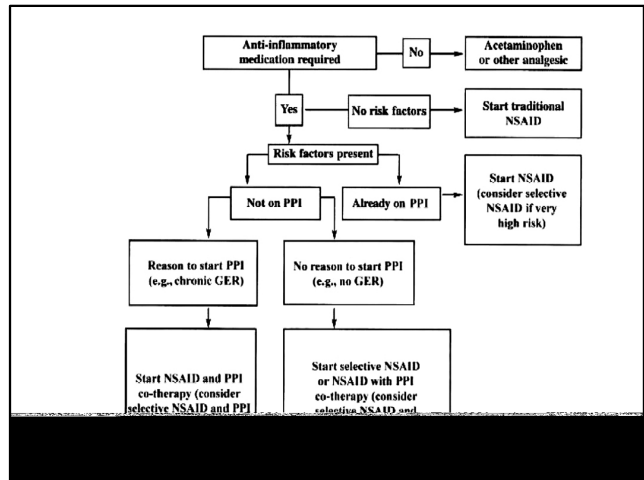 Anti-inflammatory
medication required
No
Acetaminophen
or other analgesic
Yes
No risk factors
Start traditional
NSAID
Risk factors present
Not on PPI
Already on PPI
Start NSAID
(consider selective
NSAID if very
high risk)
Reason to start PPI
(e.g., chronic GER)
No reason to start PPI
(e.g., no GER)
Start NSAID and PPI
co-therapy (consider
selective NSAID and PPI
Start selective NSAID
or NSAID with PPI
co-therapy (consider
selective NSAID and